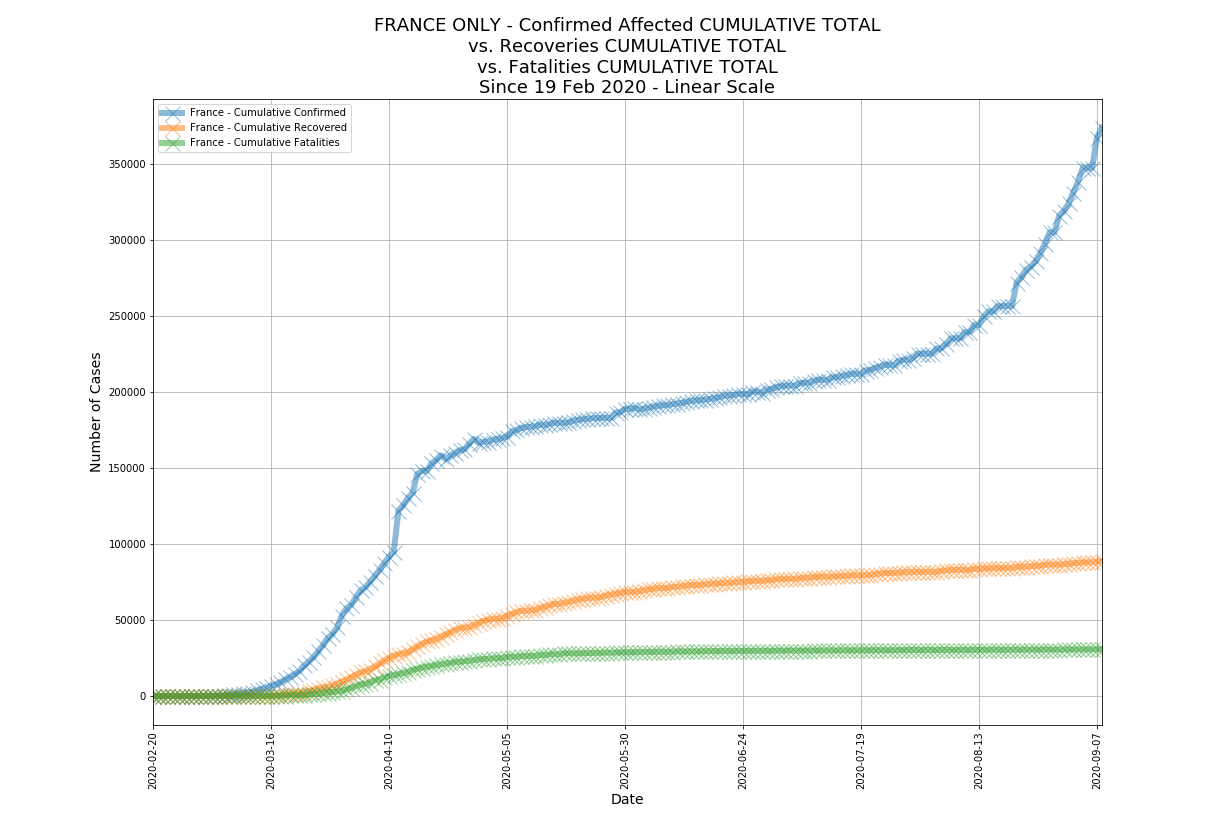 FRANCE ONLY - Confirmed Affected CUMULATIVE TOTAL
vs. Recoveries CUMULATIVE TOTAL
vs. Fatalities CUMULATIVE TOTAL
Since 19 Feb 2020 - Linear Scale
France - Cumulative Confirmed
France - Cumulative Recovered
France - Cumulative Fatalities
Number of Cases
350000
300000
250000
200000
150000
100000
50000
0
2020-02-20
2020-03-16
2020-04-10
2020-05-05
2020-05-30
2020-06-24
2020-07-19
2020-08-13
2020-09-07
Date